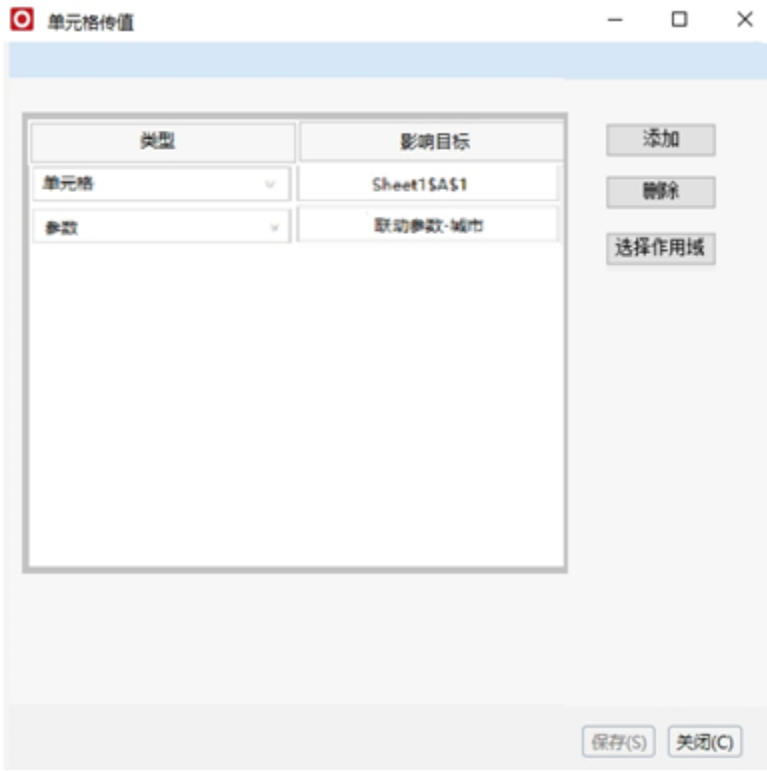 单元格传值
类型 影响目标
单元格 Sheet1$A$1
参数 联动参数-城市
添加
删除
选择作用域
保存(S) 关闭(C)